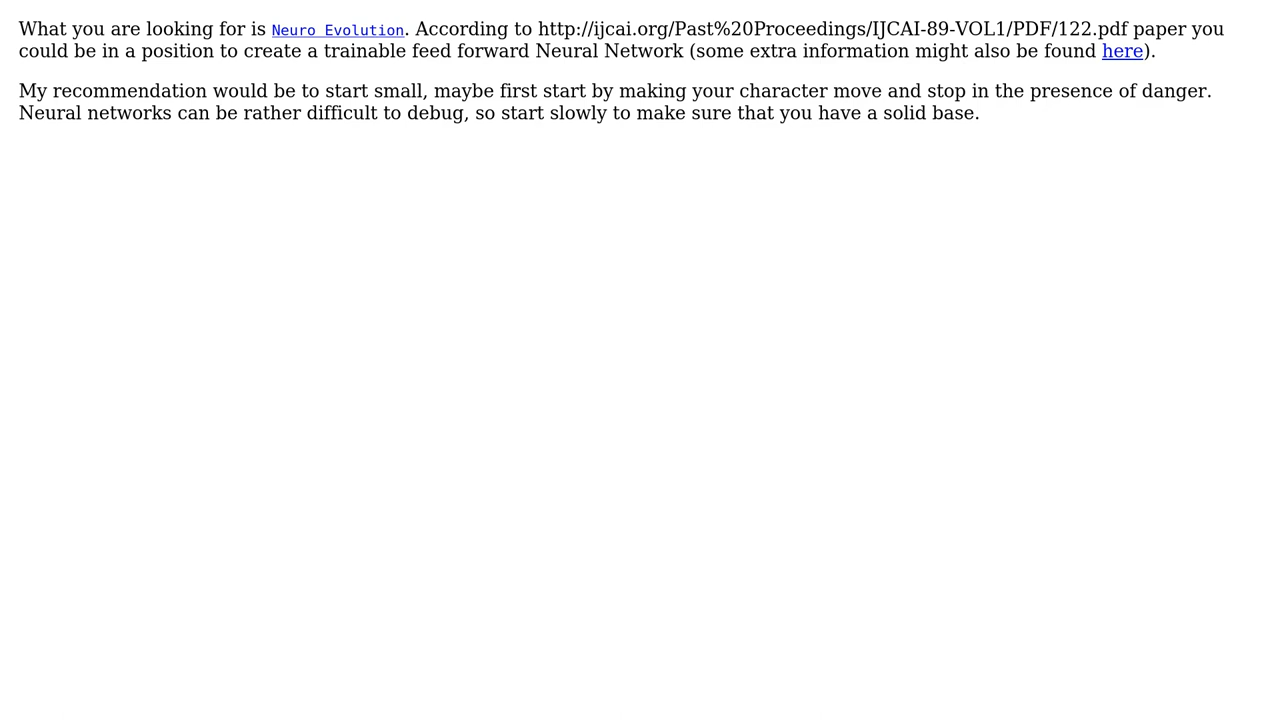 What you are looking for is Neuro Evolution. According to http://ijcai.org/Past%20Proceedings/IJCAI-89-VOL1/PDF/122.pdf paper you
could be in a position to create a trainable feed forward Neural Network (some extra information might also be found here).
My recommendation would be to start small, maybe first start by making your character move and stop in the presence of danger.
Neural networks can be rather difficult to debug, so start slowly to make sure that you have a solid base.